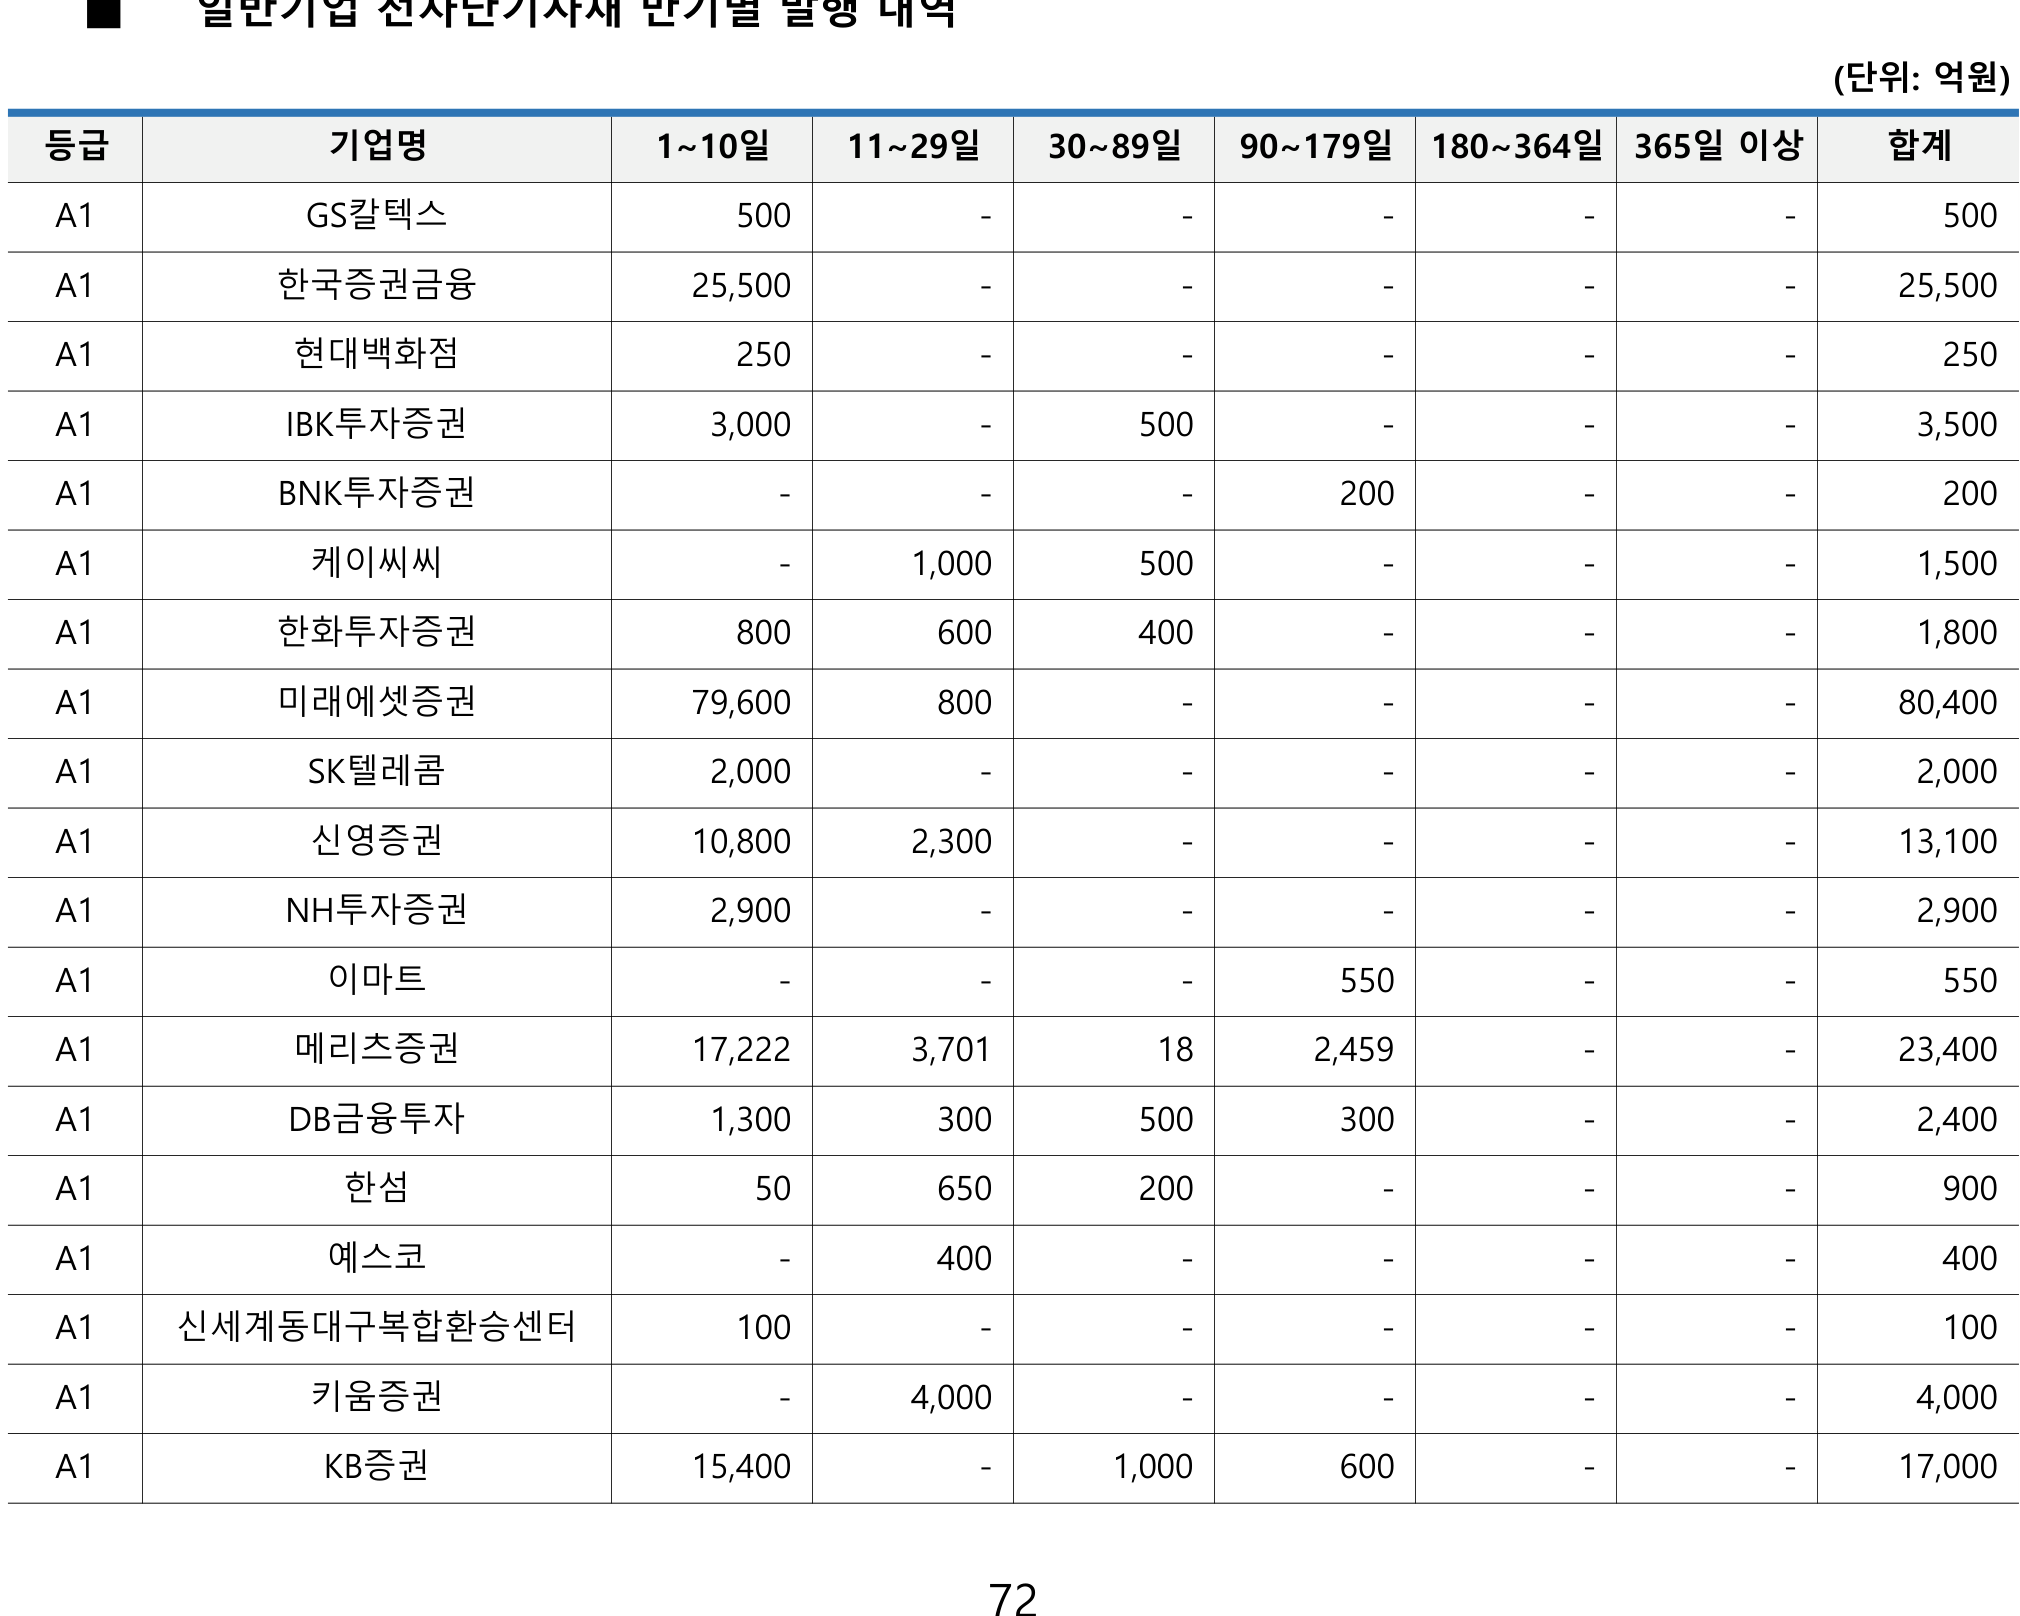 ■ 일반기업 전자단기사채 만기별 발행 내역
(단위: 억원)
등급 기업명 1~10일 11~29일 30~89일 90~179일 180~364일 365일 이상 합계
A1 GS칼텍스 500 - - - - - 500
A1 한국증권금융 25,500 - - - - - 25,500
A1 현대백화점 250 - - - - - 250
A1 IBK투자증권 3,000 - 500 - - - 3,500
A1 BNK투자증권 - - - 200 - - 200
A1 케이씨씨 - 1,000 500 - - - 1,500
A1 한화투자증권 800 600 400 - - - 1,800
A1 미래에셋증권 79,600 800 - - - - 80,400
A1 SK텔레콤 2,000 - - - - - 2,000
A1 신영증권 10,800 2,300 - - - - 13,100
A1 NH투자증권 2,900 - - - - - 2,900
A1 이마트 - - - 550 - - 550
A1 메리츠증권 17,222 3,701 18 2,459 - - 23,400
A1 DB금융투자 1,300 300 500 300 - - 2,400
A1 한섬 50 650 200 - - - 900
A1 예스코 - 400 - - - - 400
A1 신세계동대구복합환승센터 100 - - - - - 100
A1 키움증권 - 4,000 - - - - 4,000
A1 KB증권 15,400 - 1,000 600 - - 17,000
72